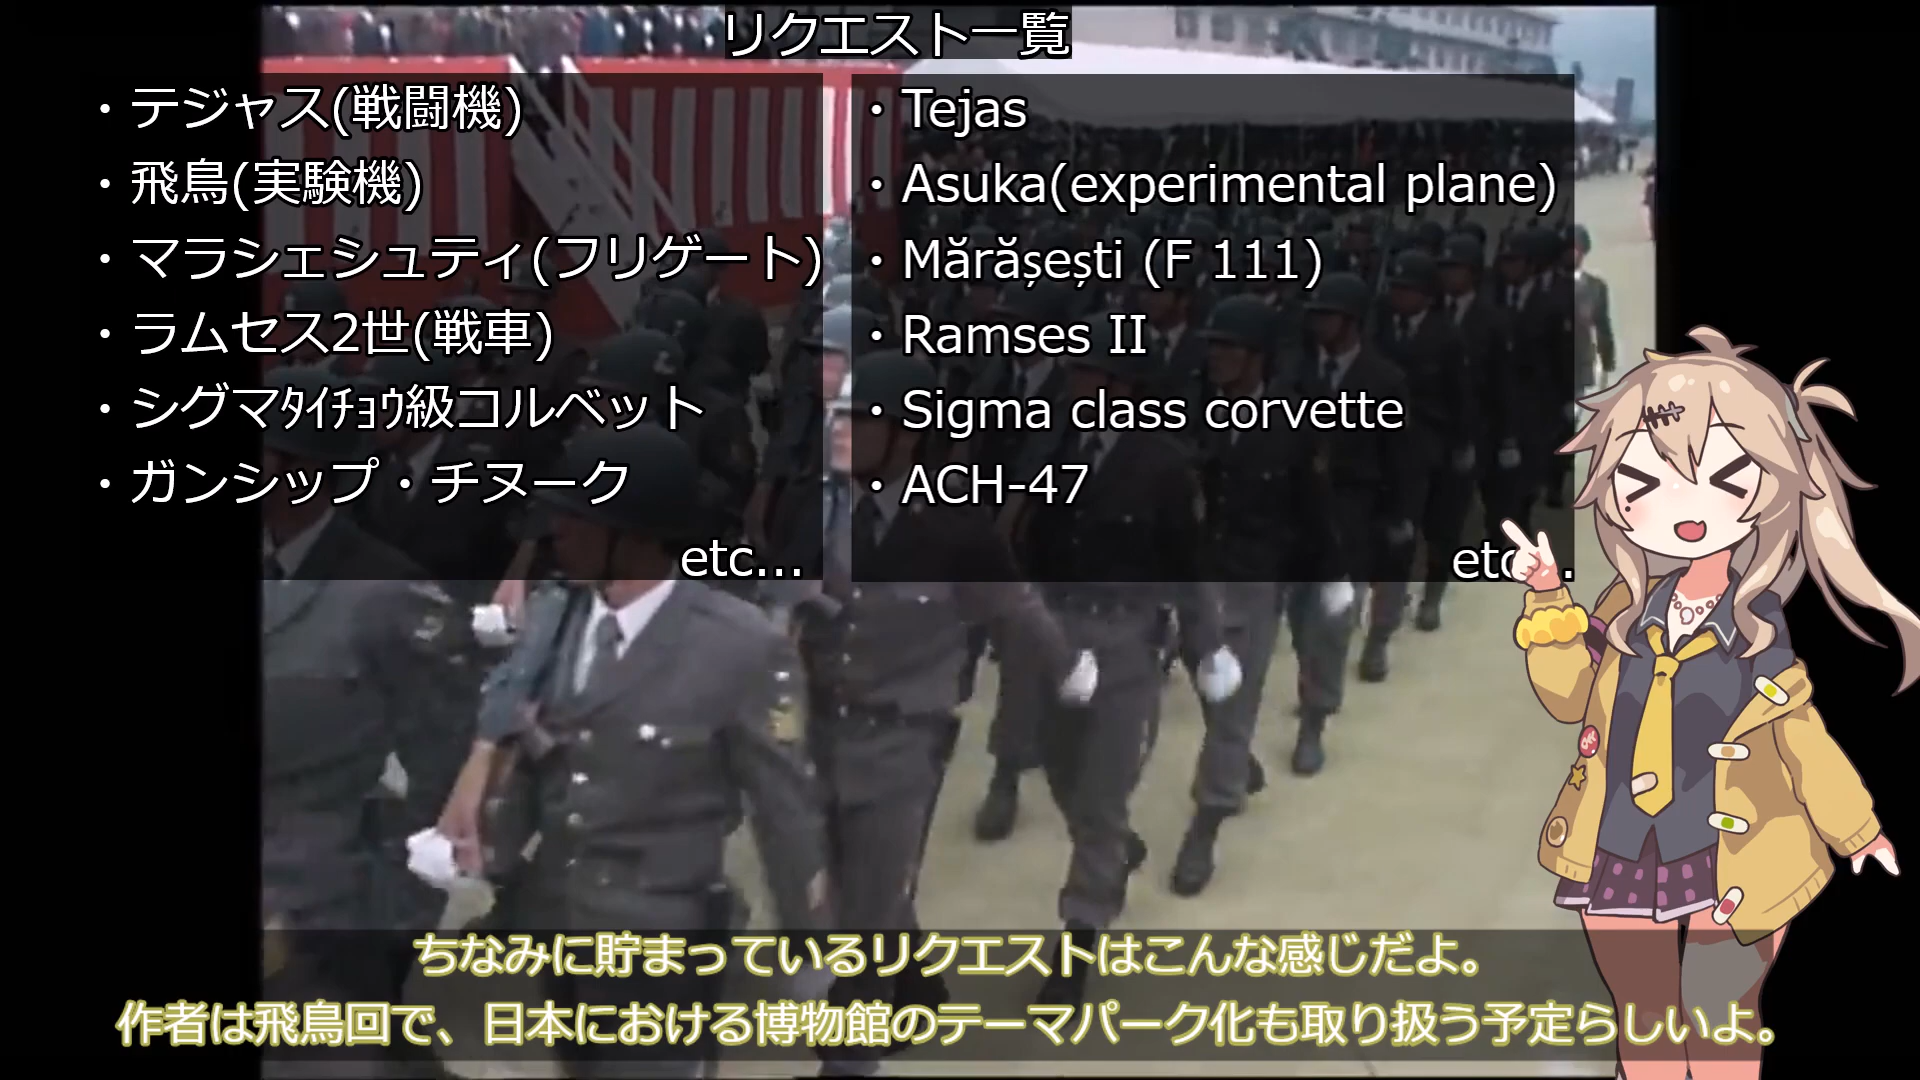 リクエスト一覧
・テジャス(戦闘機)
・飛鳥(実験機)
・マラシェシュティ(フリゲート)
・ラムセス2世(戦車)
・シグマﾀｲﾁｮｳ級コルベット
・ガンシップ・チヌーク
etc...
・Tejas
・Asuka(experimental plane)
・Mărășești (F 111)
・Ramses II
・Sigma class corvette
・ACH-47
etc...
ちなみに貯まっているリクエストはこんな感じだよ。
作者は飛鳥回で、日本における博物館のテーマパーク化も取り扱う予定らしいよ。